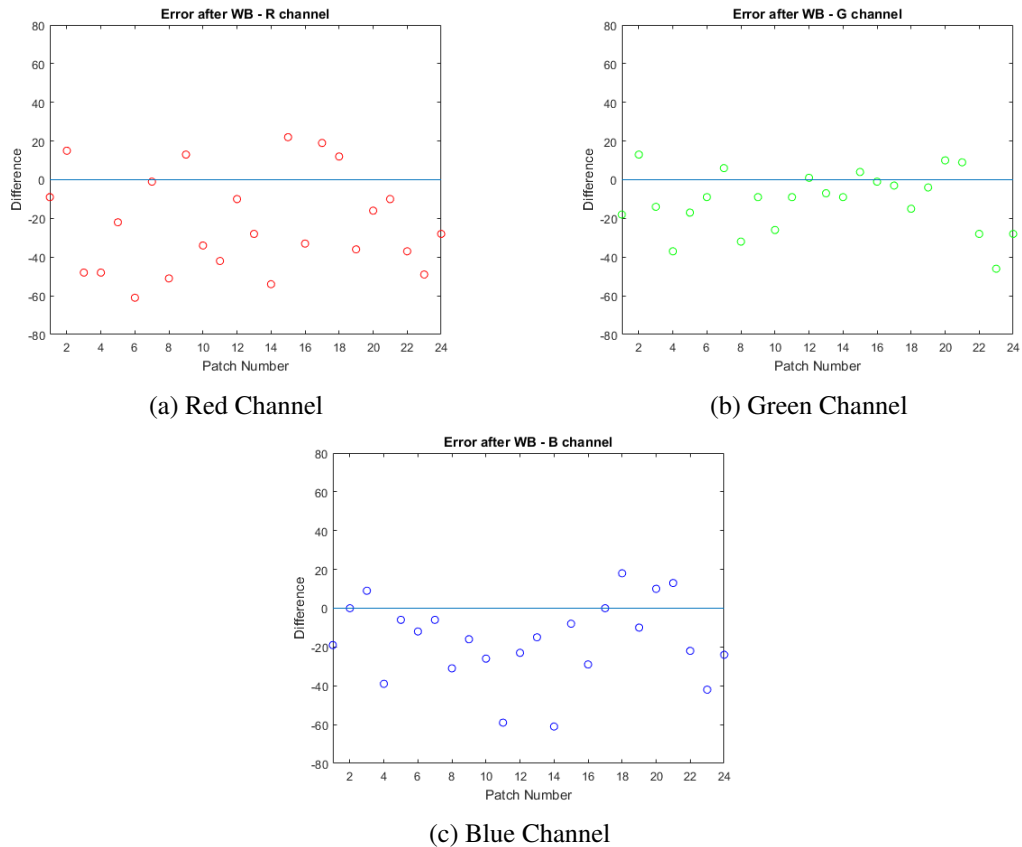 Error after WB - R channel
80
60
40
20
0
-20
-40
-60
-80
Difference
2 4 6 8 10 12 14 16 18 20 22 24
Patch Number
(a) Red Channel
Error after WB - G channel
80
60
40
20
0
-20
-40
-60
-80
Difference
2 4 6 8 10 12 14 16 18 20 22 24
Patch Number
(b) Green Channel
Error after WB - B channel
80
60
40
20
0
-20
-40
-60
-80
Difference
2 4 6 8 10 12 14 16 18 20 22 24
Patch Number
(c) Blue Channel